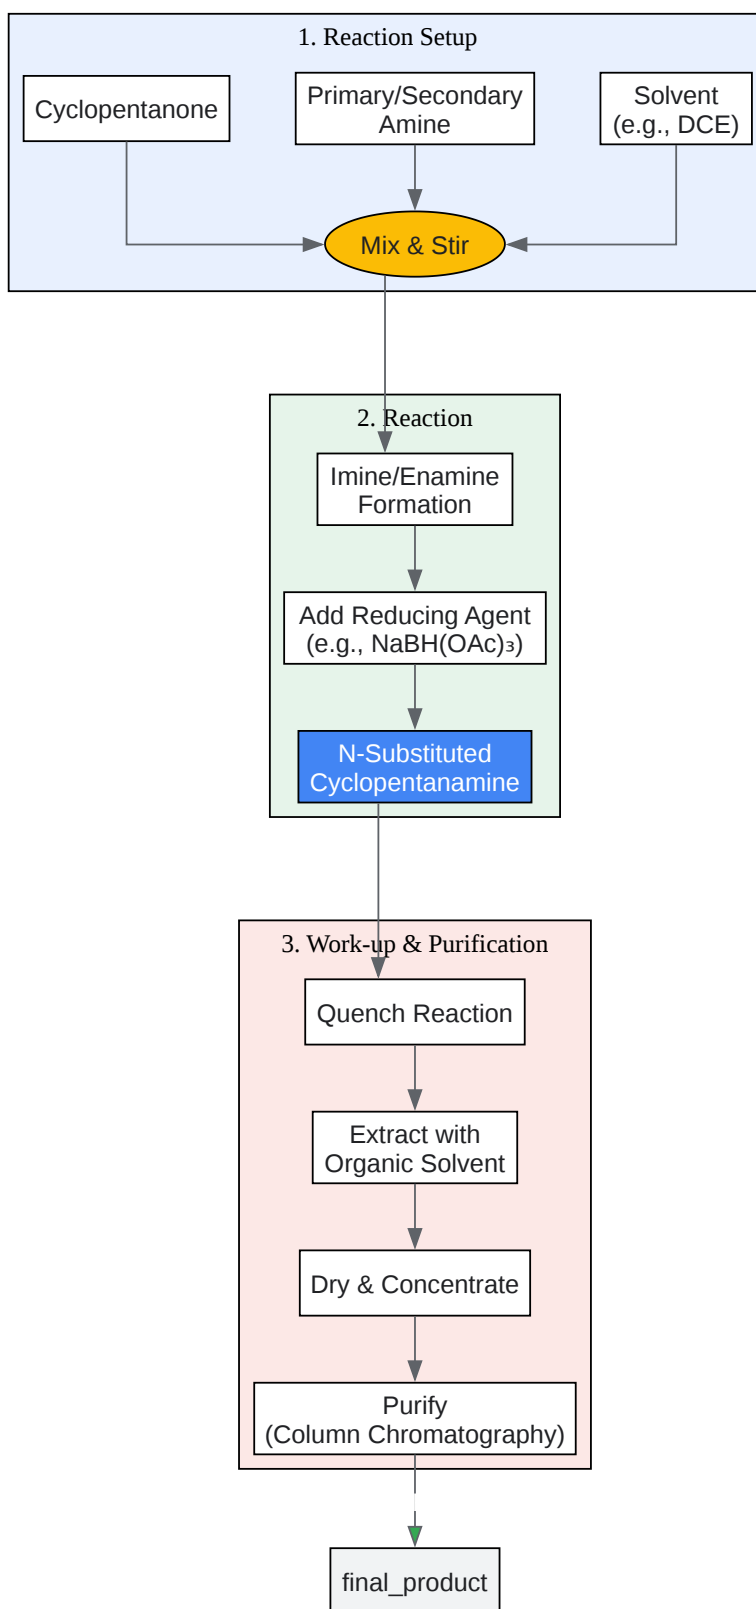 1. Reaction Setup
Cyclopentanone
Primary/Secondary
Amine
Solvent
(e.g., DCE)
Mix & Stir
2. Reaction
Imine/Enamine
Formation
Add Reducing Agent
(e.g., NaBH(OAc)₃)
N-Substituted
Cyclopentanamine
3. Work-up & Purification
Quench Reaction
Extract with
Organic Solvent
Dry & Concentrate
Purify
(Column Chromatography)
final_product